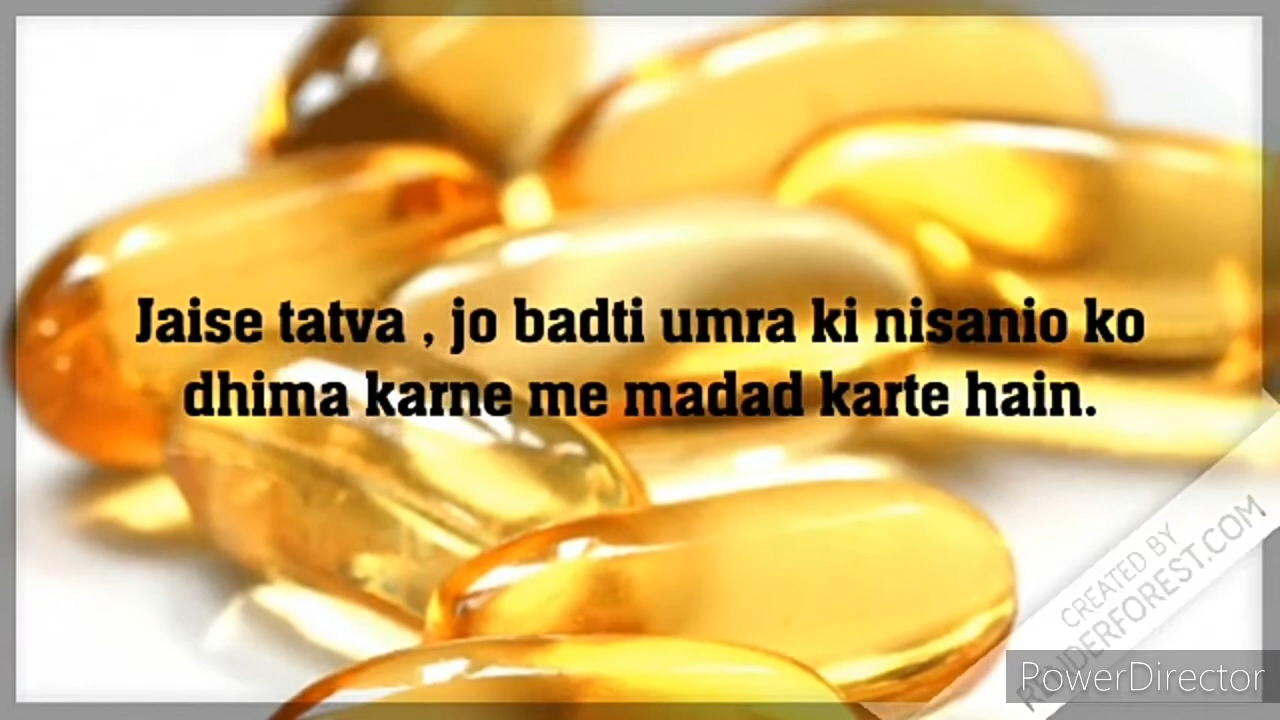 Jaise tatva , jo badti umra ki nisanio ko
dhima karne me madad karte hain.
CREATED BY
RENDERFOREST.COM
PowerDirector